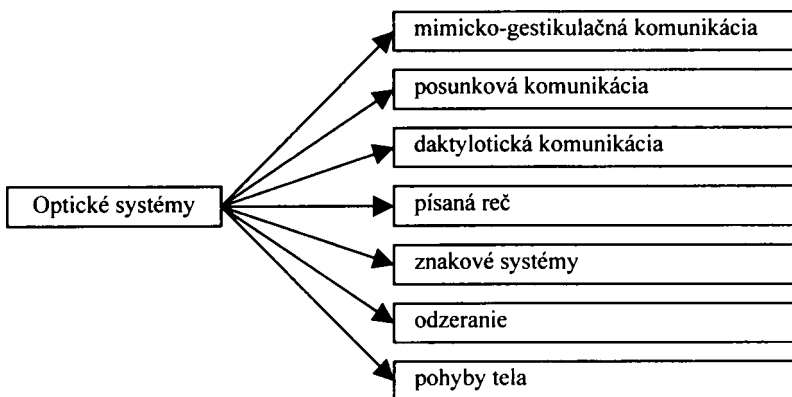 mimicko-gestikulačná komunikácia
posunková komunikácia
daktylotická komunikácia
Optické systémy
písaná reč
znakové systémy
odzeranie
pohyby tela